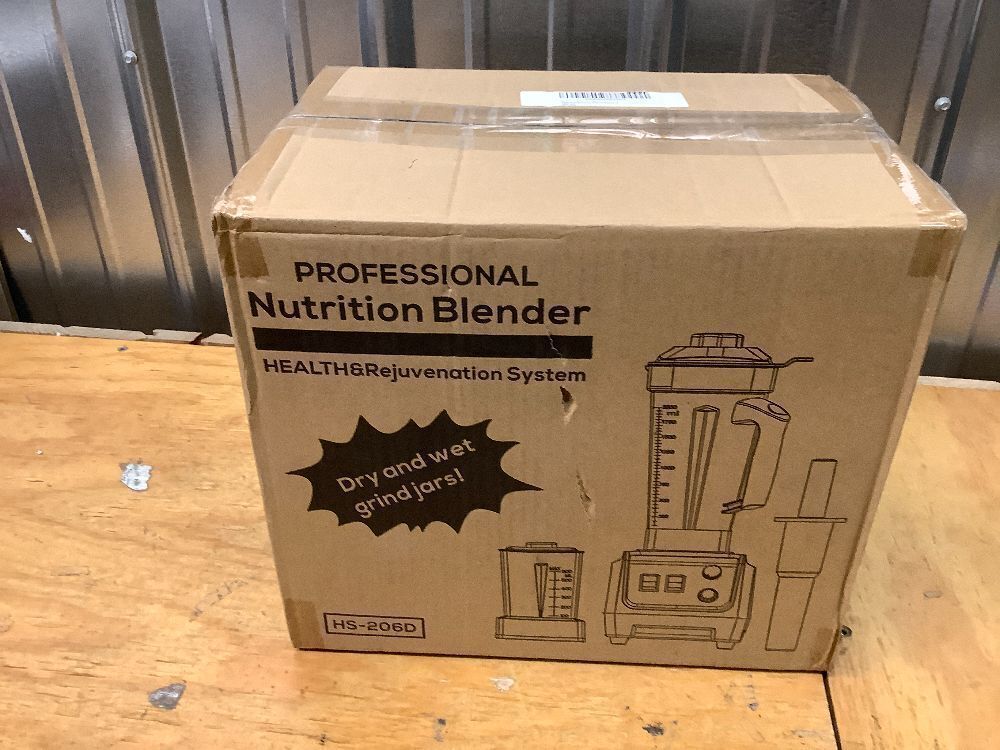 PROFESSIONAL
Nutrition Blender
HEALTH&Rejuvenation System
Dry and wet
grind jars!
HS-206D